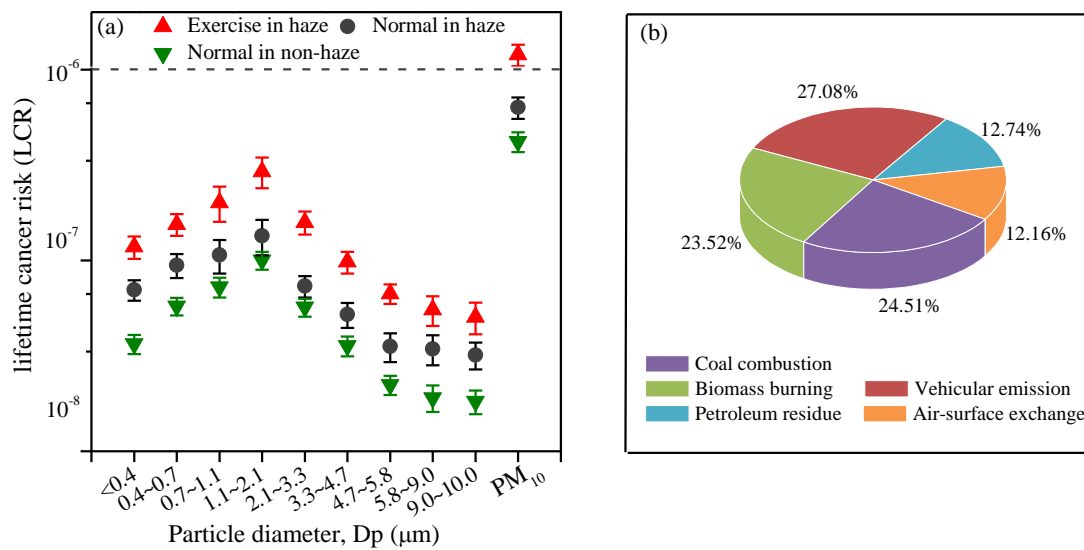 (a)
Exercise in haze
Normal in haze
Normal in non-haze
lifetime cancer risk (LCR)
10⁻⁶
10⁻⁷
10⁻⁸
<0.4
0.4~0.7
0.7~1.1
1.1~2.1
2.1~3.3
3.3~4.7
4.7~5.8
5.8~9.0
9.0~10.0
PM₁₀
Particle diameter, Dp (μm)
(b)
27.08%
12.74%
12.16%
24.51%
23.52%
Coal combustion
Biomass burning
Vehicular emission
Petroleum residue
Air-surface exchange